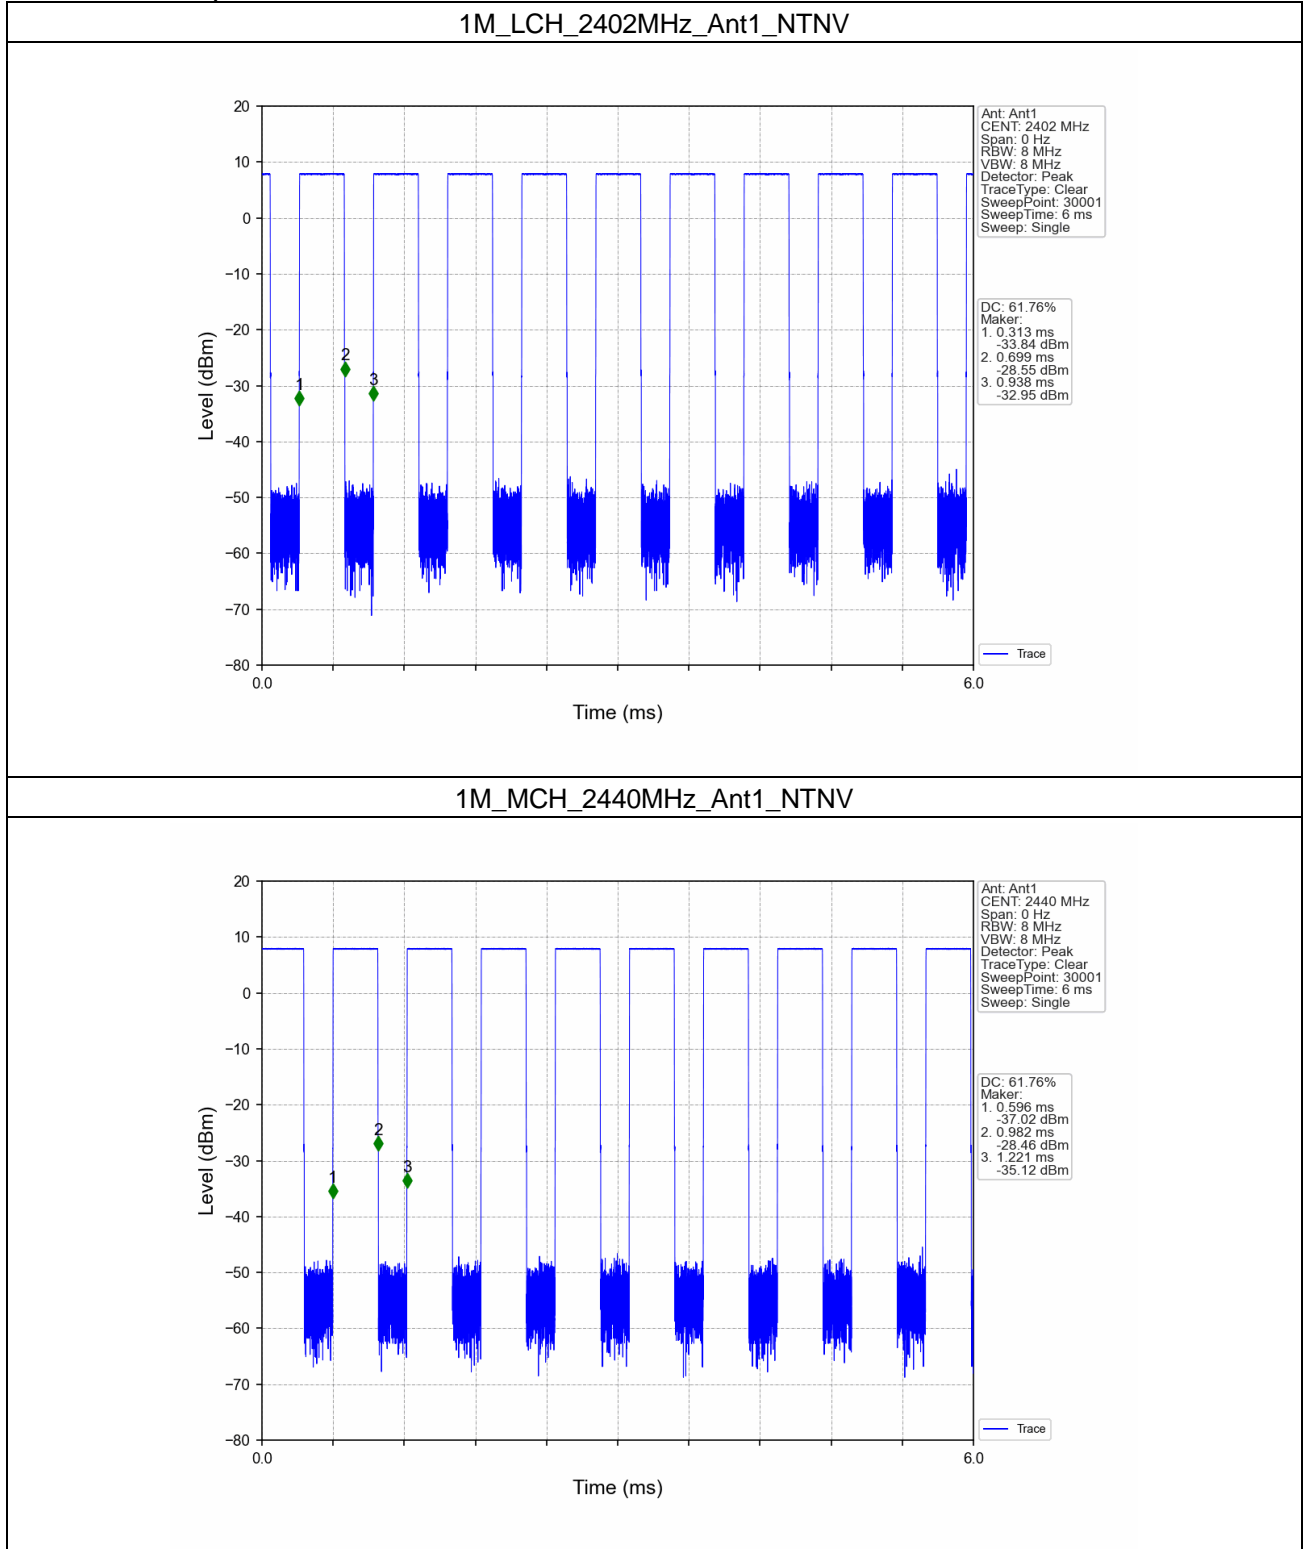 1M_LCH_2402MHz_Ant1_NTNV
20
10
0
−10
−20
−30
−40
−50
−60
−70
−80
Level (dBm)
1
2
3
0.0
6.0
Time (ms)
Ant: Ant1
CENT: 2402 MHz
Span: 0 Hz
RBW: 8 MHz
VBW: 8 MHz
Detector: Peak
TraceType: Clear
SweepPoint: 30001
SweepTime: 6 ms
Sweep: Single
DC: 61.76%
Maker:
1. 0.313 ms
-33.84 dBm
2. 0.699 ms
-28.55 dBm
3. 0.938 ms
-32.95 dBm
Trace
1M_MCH_2440MHz_Ant1_NTNV
20
10
0
−10
−20
−30
−40
−50
−60
−70
−80
Level (dBm)
1
2
3
0.0
6.0
Time (ms)
Ant: Ant1
CENT: 2440 MHz
Span: 0 Hz
RBW: 8 MHz
VBW: 8 MHz
Detector: Peak
TraceType: Clear
SweepPoint: 30001
SweepTime: 6 ms
Sweep: Single
DC: 61.76%
Maker:
1. 0.596 ms
-37.02 dBm
2. 0.982 ms
-28.46 dBm
3. 1.221 ms
-35.12 dBm
Trace